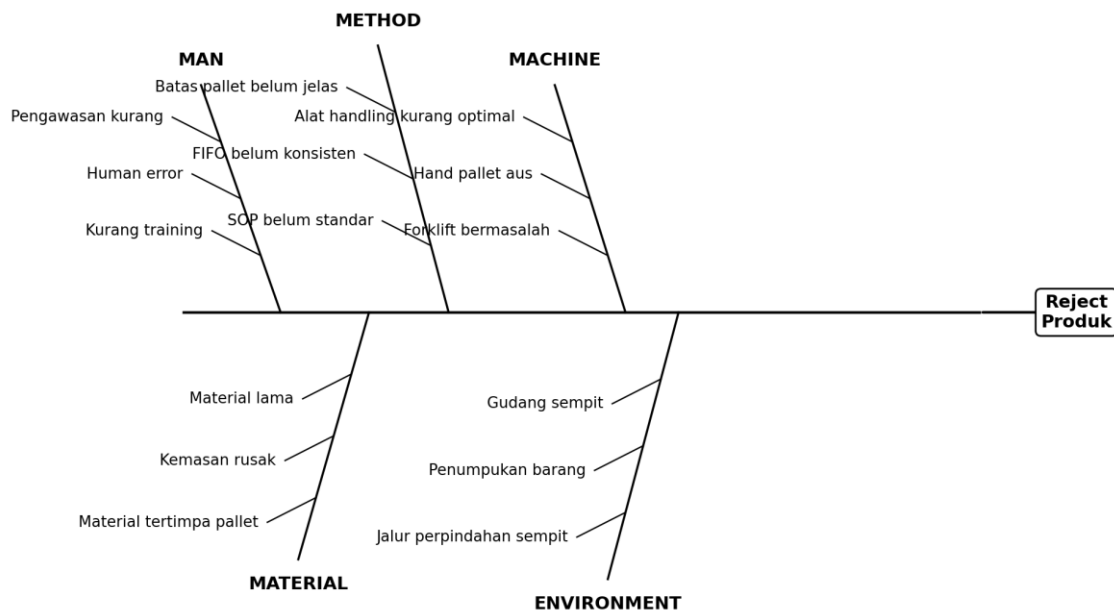 METHOD
MAN
MACHINE
Batas pallet belum jelas
Pengawasan kurang
Alat handling kurang optimal
FIFO belum konsisten
Human error
Hand pallet aus
SOP belum standar
Kurang training
Forklift bermasalah
Reject
Produk
Material lama
Gudang sempit
Kemasan rusak
Penumpukan barang
Material tertimpa pallet
Jalur perpindahan sempit
MATERIAL
ENVIRONMENT